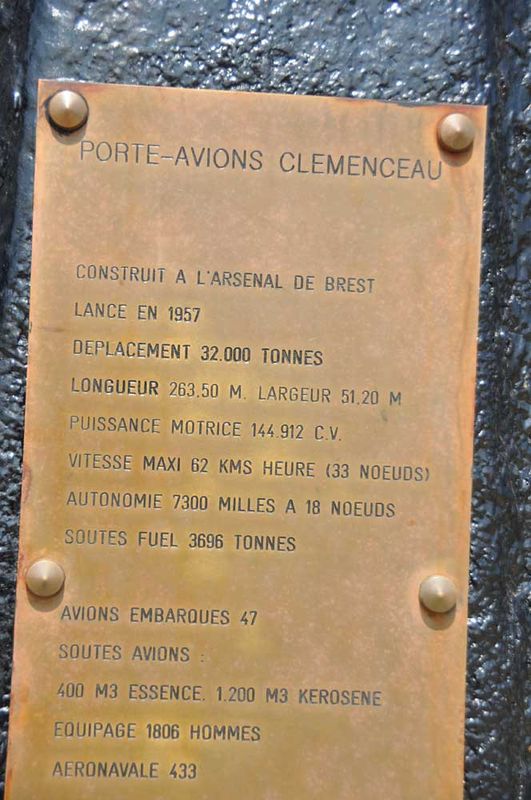 PORTE-AVIONS CLEMENCEAU
CONSTRUIT A L'ARSENAL DE BREST
LANCE EN 1957
DEPLACEMENT 32.000 TONNES
LONGUEUR 263,50 M. LARGEUR 51,20 M
PUISSANCE MOTRICE 144.912 C.V.
VITESSE MAXI 62 KMS HEURE (33 NOEUDS)
AUTONOMIE 7300 MILLES A 18 NOEUDS
SOUTES FUEL 3696 TONNES
AVIONS EMBARQUES 47
SOUTES AVIONS :
400 M3 ESSENCE. 1.200 M3 KEROSENE
EQUIPAGE 1806 HOMMES
AERONAVALE 433